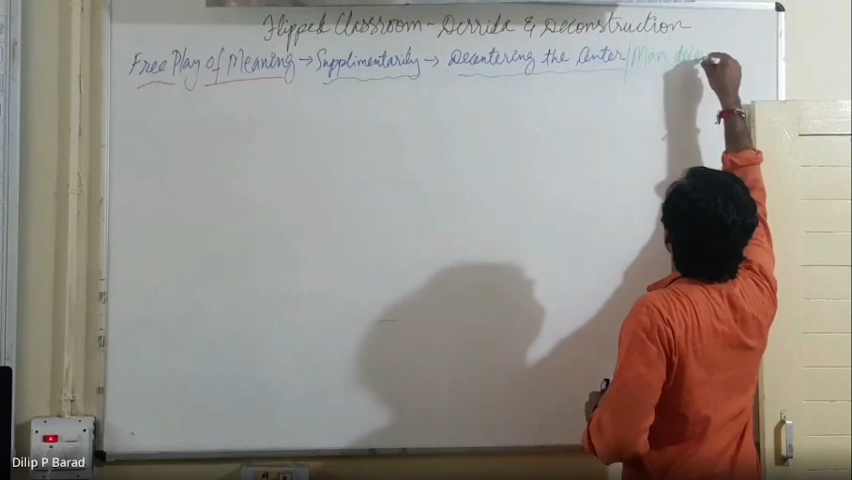 Flipped Classroom - Derrida & Deconstruction
Free Play of Meaning → Supplimentarity → Decentering the Center / Man
Dilip P Barad